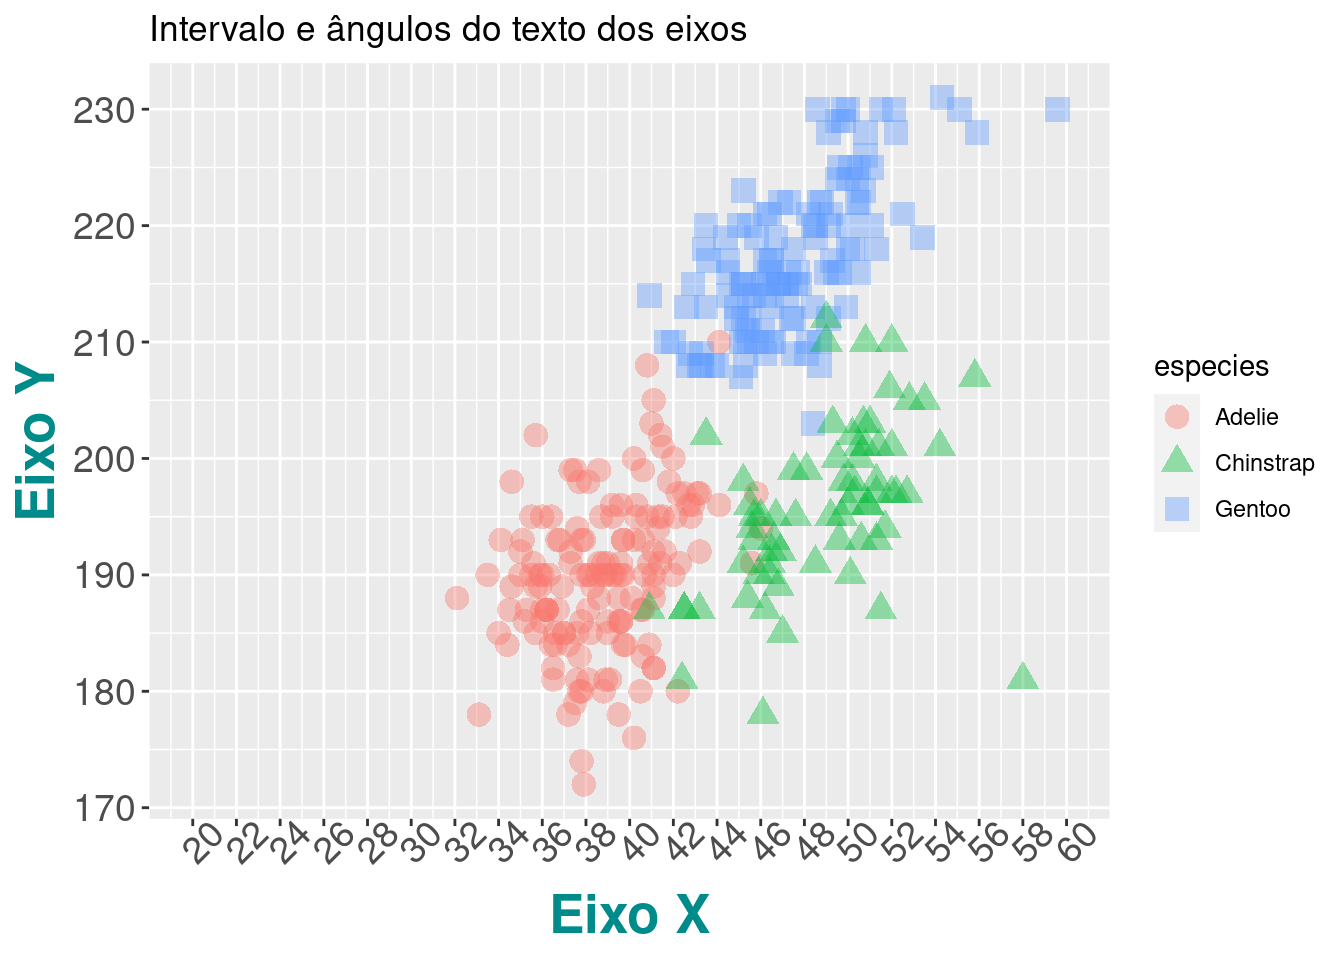 Intervalo e ângulos do texto dos eixos
230
220
210
200
190
180
170
Eixo Y
20 22 24 26 28 30 32 34 36 38 40 42 44 46 48 50 52 54 56 58 60
Eixo X
especies
Adelie
Chinstrap
Gentoo